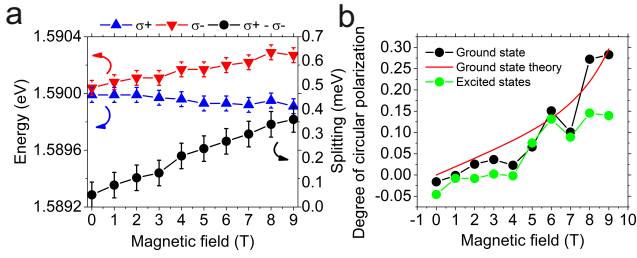 a
σ+ σ- σ+ - σ-
Energy (eV)
1.5904
1.5900
1.5896
1.5892
0.7
0.6
0.5
0.4
0.3
0.2
0.1
0.0
Splitting (meV)
0 1 2 3 4 5 6 7 8 9
Magnetic field (T)
b
Degree of circular polarization
0.30
0.25
0.20
0.15
0.10
0.05
0.00
-0.05
Ground state
Ground state theory
Excited states
-1 0 1 2 3 4 5 6 7 8 9 10
Magnetic field (T)